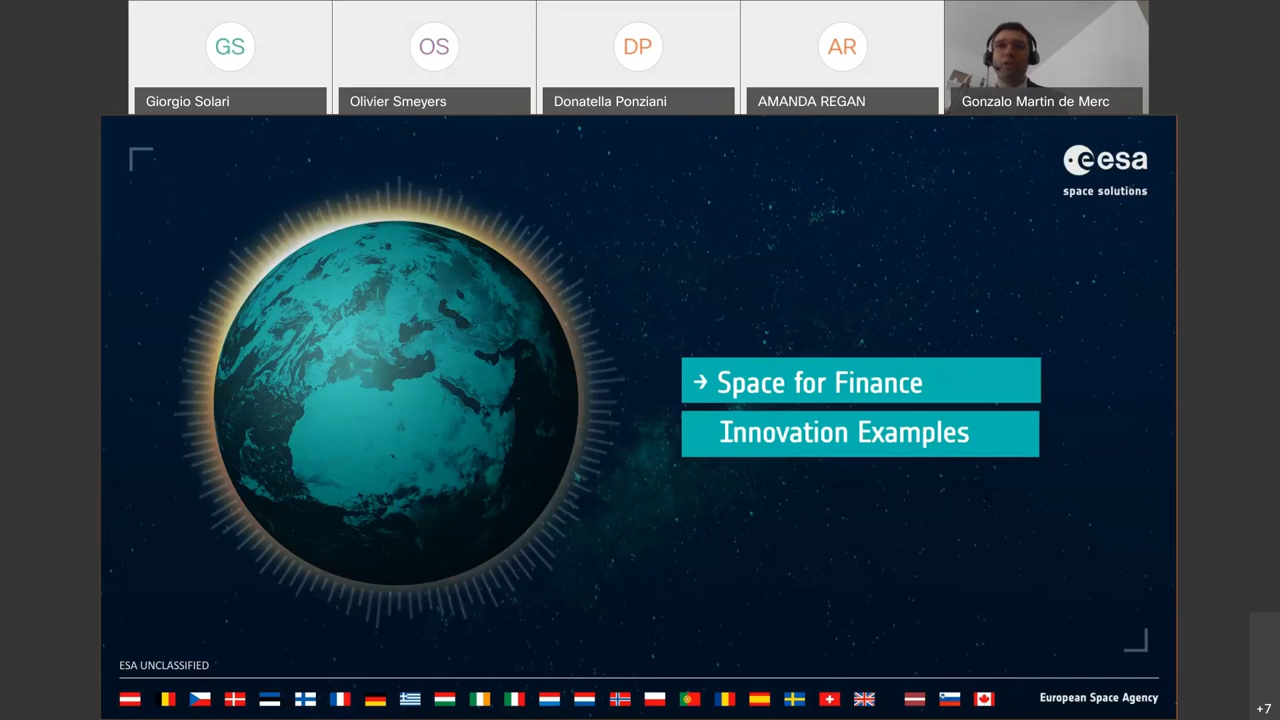 GS
OS
DP
AR
Giorgio Solari
Olivier Smeyers
Donatella Ponziani
AMANDA REGAN
Gonzalo Martin de Merc
esa
space solutions
→ Space for Finance
Innovation Examples
ESA UNCLASSIFIED
European Space Agency
+7